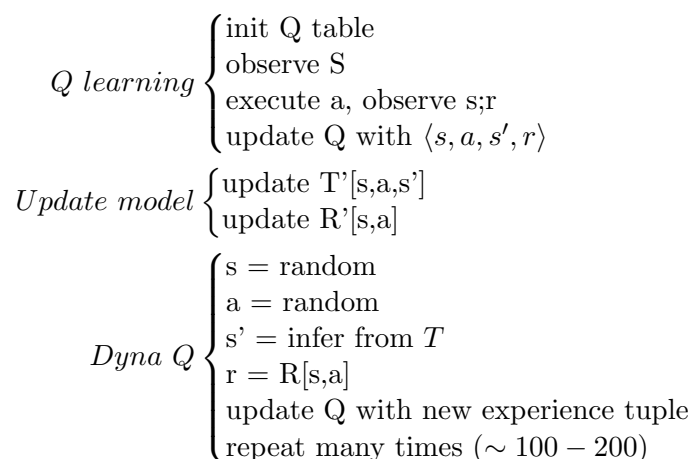 Q learning
init Q table
observe S
execute a, observe s;r
update Q with ⟨s, a, s′, r⟩
Update model
update T’[s,a,s’]
update R’[s,a]
Dyna Q
s = random
a = random
s’ = infer from T
r = R[s,a]
update Q with new experience tuple
repeat many times (∼ 100 − 200)